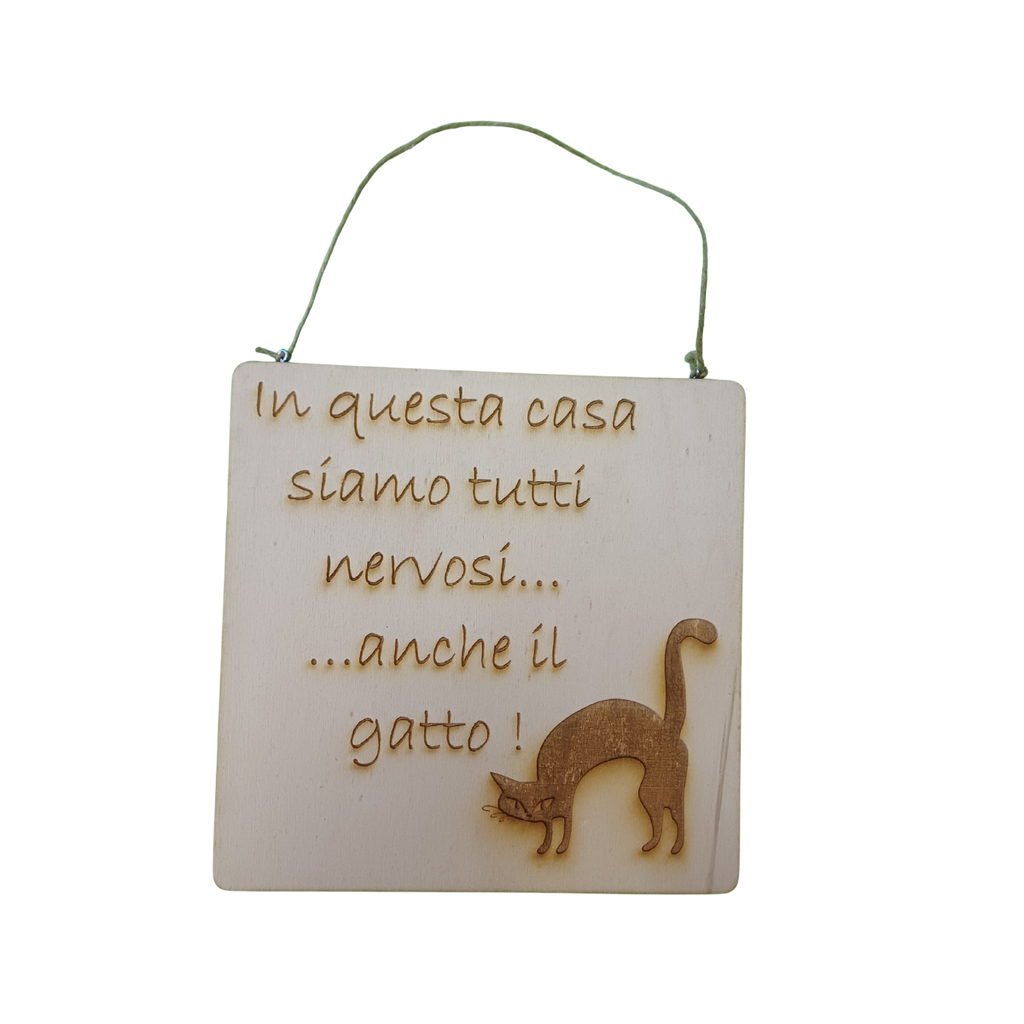 In questa casa
siamo tutti
nervosi...
...anche il
gatto !